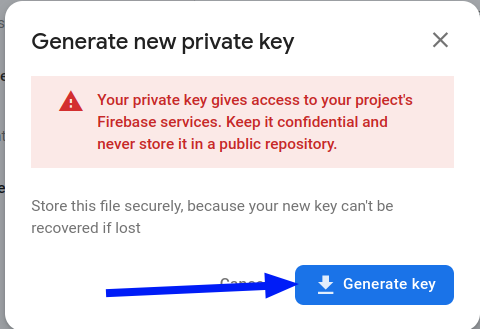 Generate new private key
Your private key gives access to your project's
Firebase services. Keep it confidential and
never store it in a public repository.
Store this file securely, because your new key can't be
recovered if lost
Generate key